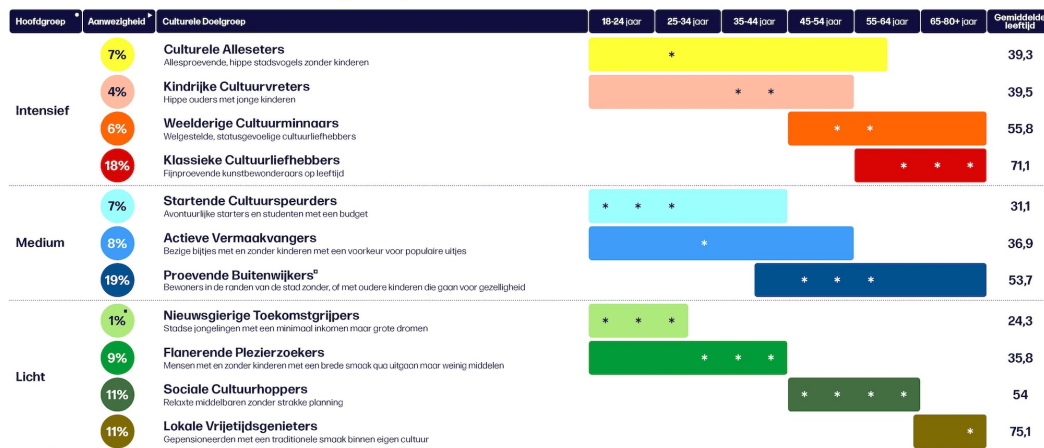 Hoofdgroep * Aanwezigheid ▸ Culturele Doelgroep 18-24 jaar 25-34 jaar 35-44 jaar 45-54 jaar 55-64 jaar 65-80+ jaar Gemiddelde leeftijd
Intensief
7% Culturele Alleseters * 39,3
Allesproevende, hippe stadsvogels zonder kinderen
4% Kindrijke Cultuurvreters * * 39,5
Hippe ouders met jonge kinderen
6% Weelderige Cultuurminnaars * * 55,8
Welgestelde, statusgevoelige cultuurliefhebbers
18% Klassieke Cultuurliefhebbers * * * 71,1
Fijnproevende kunstbewonderaars op leeftijd
Medium
7% Startende Cultuurspeurders * * * 31,1
Avontuurlijke starters en studenten met een budget
8% Actieve Vermaakvangers * 36,9
Bezige bijtjes met en zonder kinderen met een voorkeur voor populaire uitjes
19% Proevende Buitenwijkers¤ * * * 53,7
Bewoners in de randen van de stad zonder, of met oudere kinderen die gaan voor gezelligheid
Licht
1%▪ Nieuwsgierige Toekomstgrijpers * * * 24,3
Stadse jongelingen met een minimaal inkomen maar grote dromen
9% Flanerende Plezierzoekers * * * 35,8
Mensen met en zonder kinderen met een brede smaak qua uitgaan maar weinig middelen
11% Sociale Cultuurhoppers * * * * 54
Relaxte middelbaren zonder strakke planning
11% Lokale Vrijetijdsgenieters * 75,1
Gepensioneerden met een traditionele smaak binnen eigen cultuur